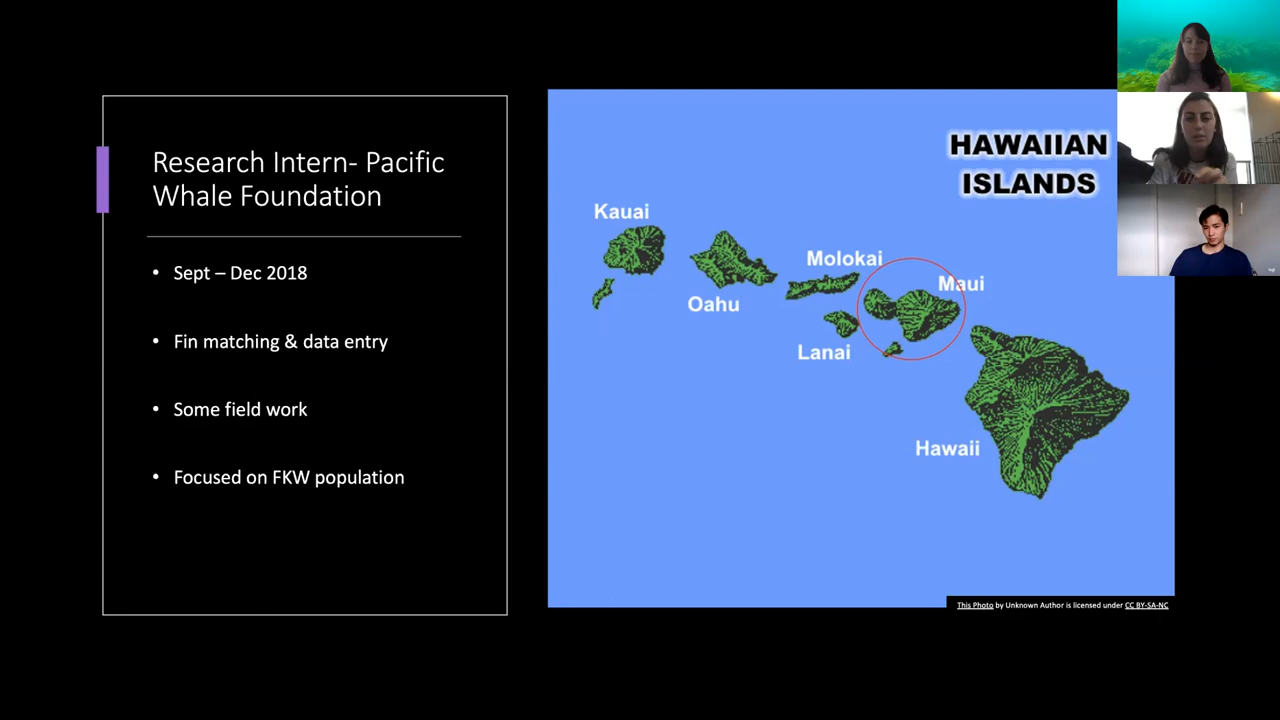 Research Intern- Pacific
Whale Foundation
• Sept – Dec 2018
• Fin matching & data entry
• Some field work
• Focused on FKW population
HAWAIIAN
ISLANDS
Kauai
Oahu
Molokai
Lanai
Maui
Hawaii
This Photo by Unknown Author is licensed under CC BY-SA-NC